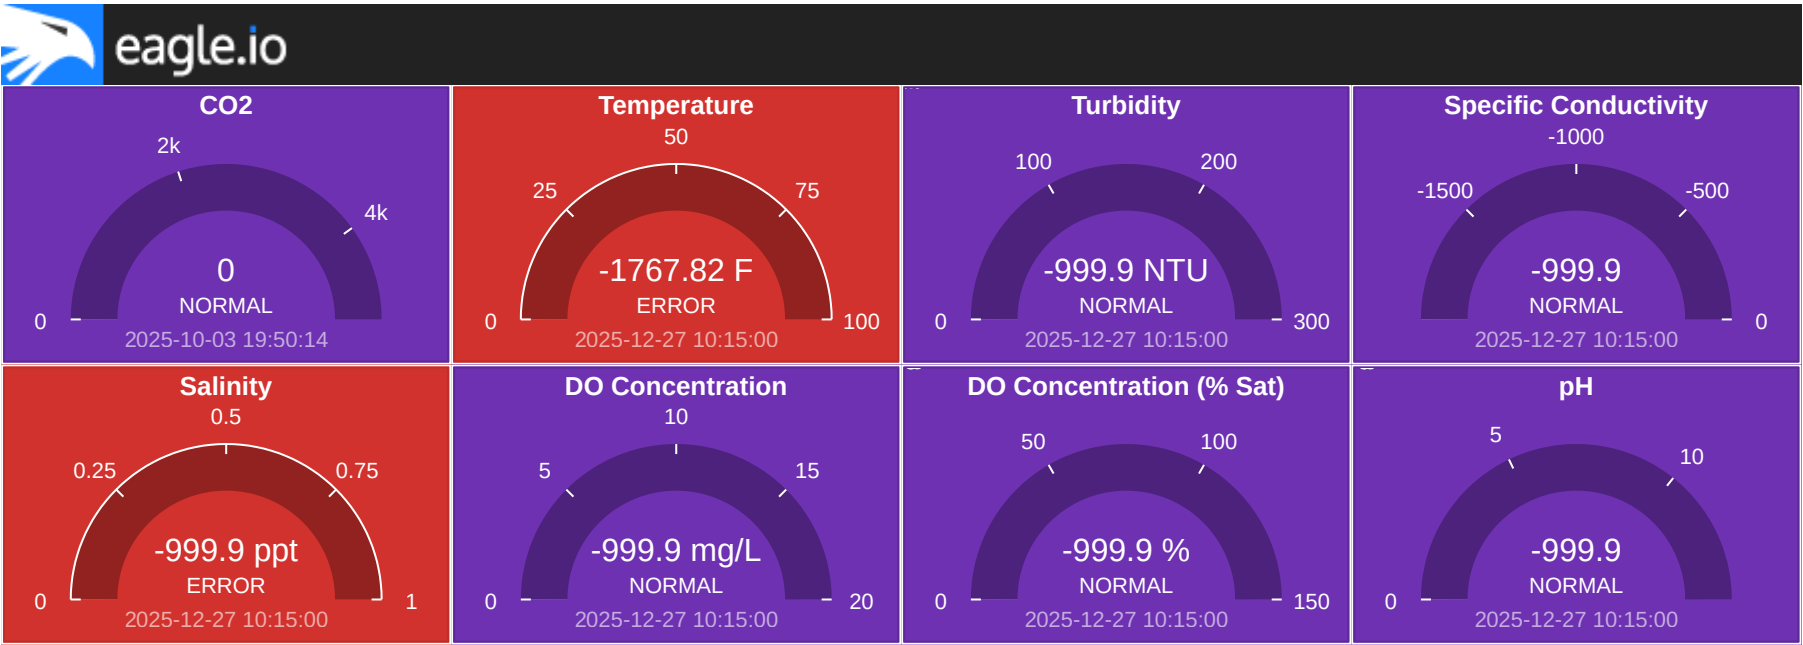 eagle.io
CO2
2k
4k
0
0
NORMAL
2025-10-03 19:50:14
Temperature
50
25
75
-1767.82 F
ERROR
0
100
2025-12-27 10:15:00
Turbidity
100
200
-999.9 NTU
NORMAL
0
300
2025-12-27 10:15:00
Specific Conductivity
-1000
-1500
-500
-999.9
NORMAL
0
2025-12-27 10:15:00
Salinity
0.5
0.25
0.75
-999.9 ppt
ERROR
0
1
2025-12-27 10:15:00
DO Concentration
10
5
15
-999.9 mg/L
NORMAL
0
20
2025-12-27 10:15:00
DO Concentration (% Sat)
50
100
-999.9 %
NORMAL
0
150
2025-12-27 10:15:00
pH
5
10
-999.9
NORMAL
0
2025-12-27 10:15:00